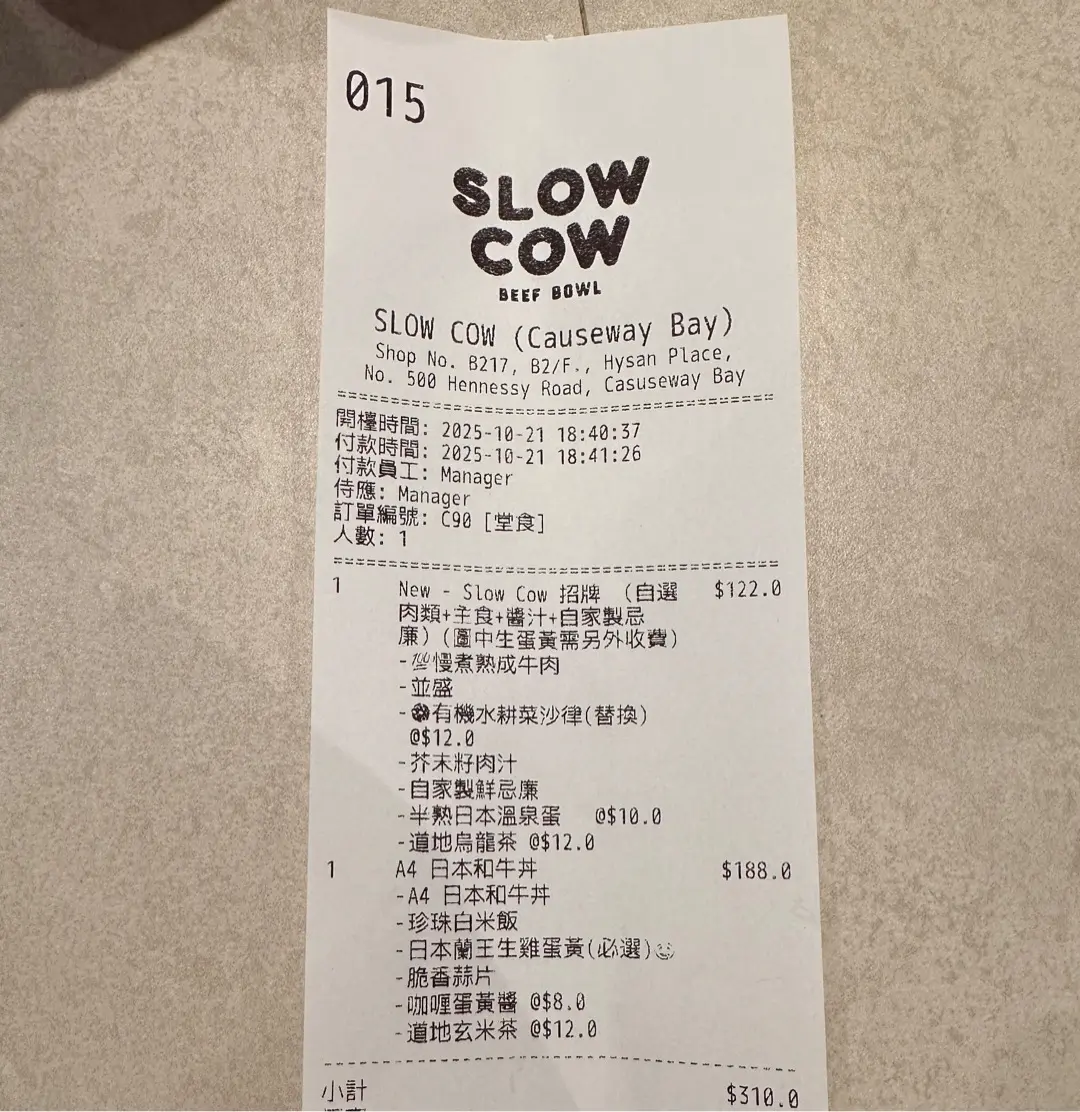 015
SLOW
COW
BEEF BOWL
SLOW COW (Causeway Bay)
Shop No. B217, B2/F., Hysan Place,
No. 500 Hennessy Road, Casuseway Bay
開檯時間: 2025-10-21 18:40:37
付款時間: 2025-10-21 18:41:26
付款員工: Manager
侍應: Manager
訂單編號: C90 [堂食]
人數: 1
1 New - Slow Cow 招牌 (自選 $122.0
肉類+主食+醬汁+自家製忌
廉)(圖中生蛋黃需另外收費)
-💯慢煮熟成牛肉
-並盛
-有機水耕菜沙律(替換)
@$12.0
-芥末籽肉汁
-自家製鮮忌廉
-半熟日本溫泉蛋 @$10.0
-道地烏龍茶 @$12.0
1 A4 日本和牛丼 $188.0
-A4 日本和牛丼
-珍珠白米飯
-日本蘭王生雞蛋黃(必選)
-脆香蒜片
-咖喱蛋黃醬 @$8.0
-道地玄米茶 @$12.0
小計 $310.0